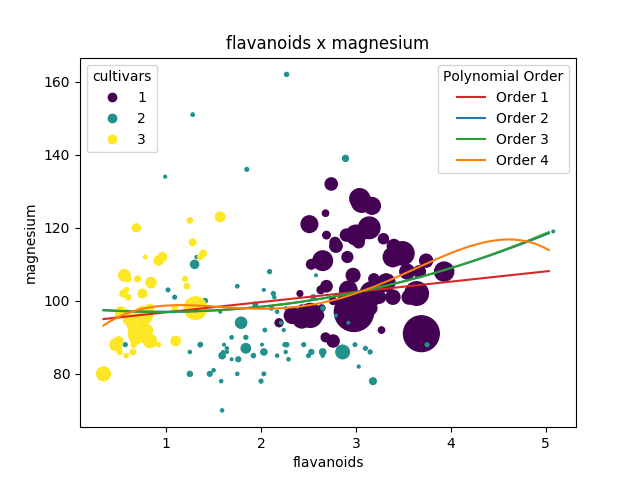 flavanoids x magnesium
cultivars
1
2
3
Polynomial Order
Order 1
Order 2
Order 3
Order 4
160
140
120
100
80
magnesium
1 2 3 4 5
flavanoids